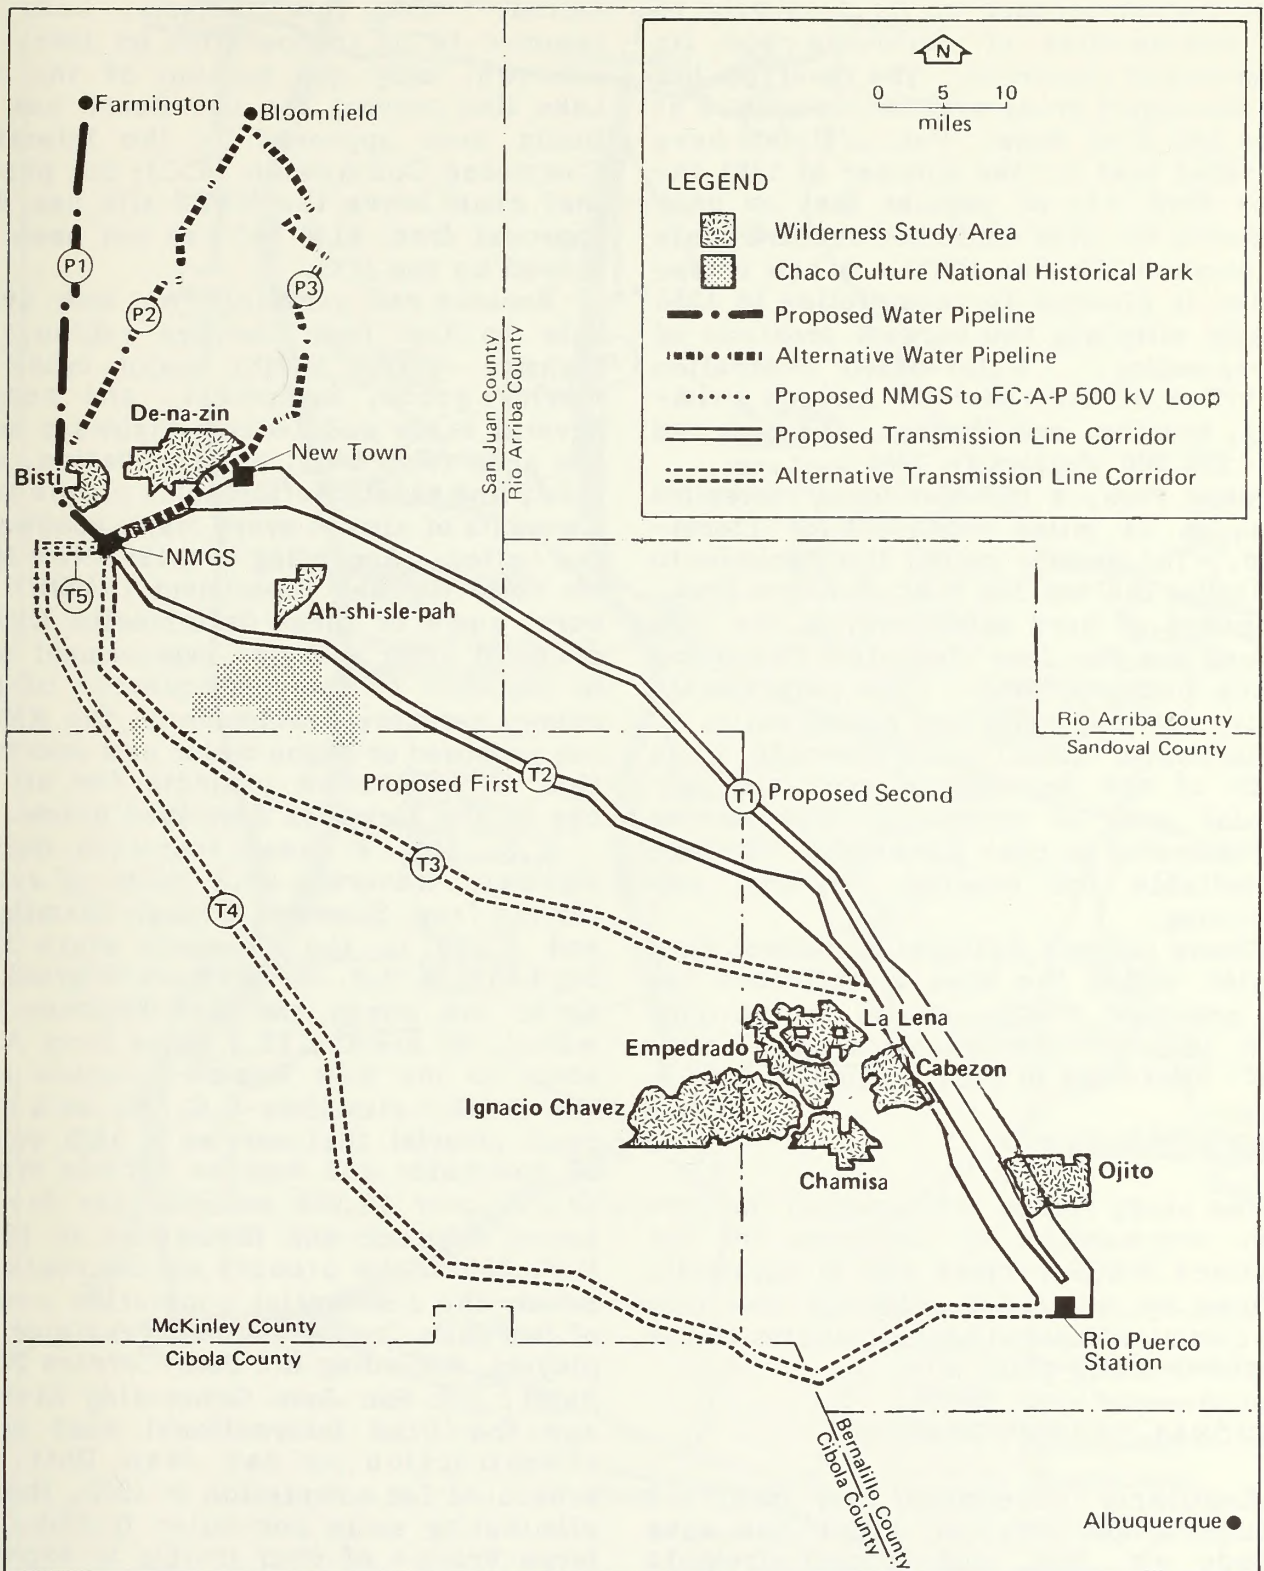 N
0 5 10
miles
LEGEND
Wilderness Study Area
Chaco Culture National Historical Park
Proposed Water Pipeline
Alternative Water Pipeline
Proposed NMGS to FC-A-P 500 kV Loop
Proposed Transmission Line Corridor
Alternative Transmission Line Corridor
Farmington
Bloomfield
P1
P2
P3
San Juan County
Rio Arriba County
De-na-zin
Bisti
New Town
NMGS
T5
Ah-shi-sle-pah
Rio Arriba County
Sandoval County
Proposed First
T2
T1
Proposed Second
T3
T4
La Lena
Empedrado
Cabezon
Ignacio Chavez
Chamisa
Ojito
McKinley County
Cibola County
Rio Puerco
Station
Bernalillo County
Cibola County
Albuquerque